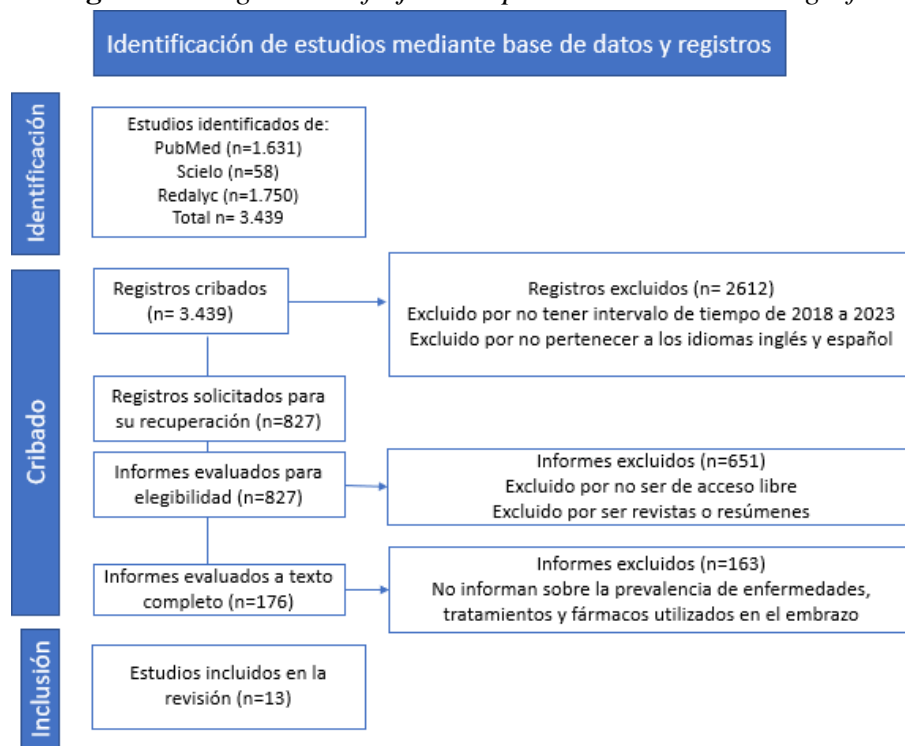 Identificación de estudios mediante base de datos y registros
Identificación
Estudios identificados de:
PubMed (n=1.631)
Scielo (n=58)
Redalyc (n=1.750)
Total n= 3.439
Cribado
Registros cribados
(n= 3.439)
Registros excluidos (n= 2612)
Excluido por no tener intervalo de tiempo de 2018 a 2023
Excluido por no pertenecer a los idiomas inglés y español
Registros solicitados para
su recuperación (n=827)
Informes evaluados para
elegibilidad (n=827)
Informes excluidos (n=651)
Excluido por no ser de acceso libre
Excluido por ser revistas o resúmenes
Informes evaluados a texto
completo (n=176)
Informes excluidos (n=163)
No informan sobre la prevalencia de enfermedades,
tratamientos y fármacos utilizados en el embrazo
Inclusión
Estudios incluidos en la
revisión (n=13)